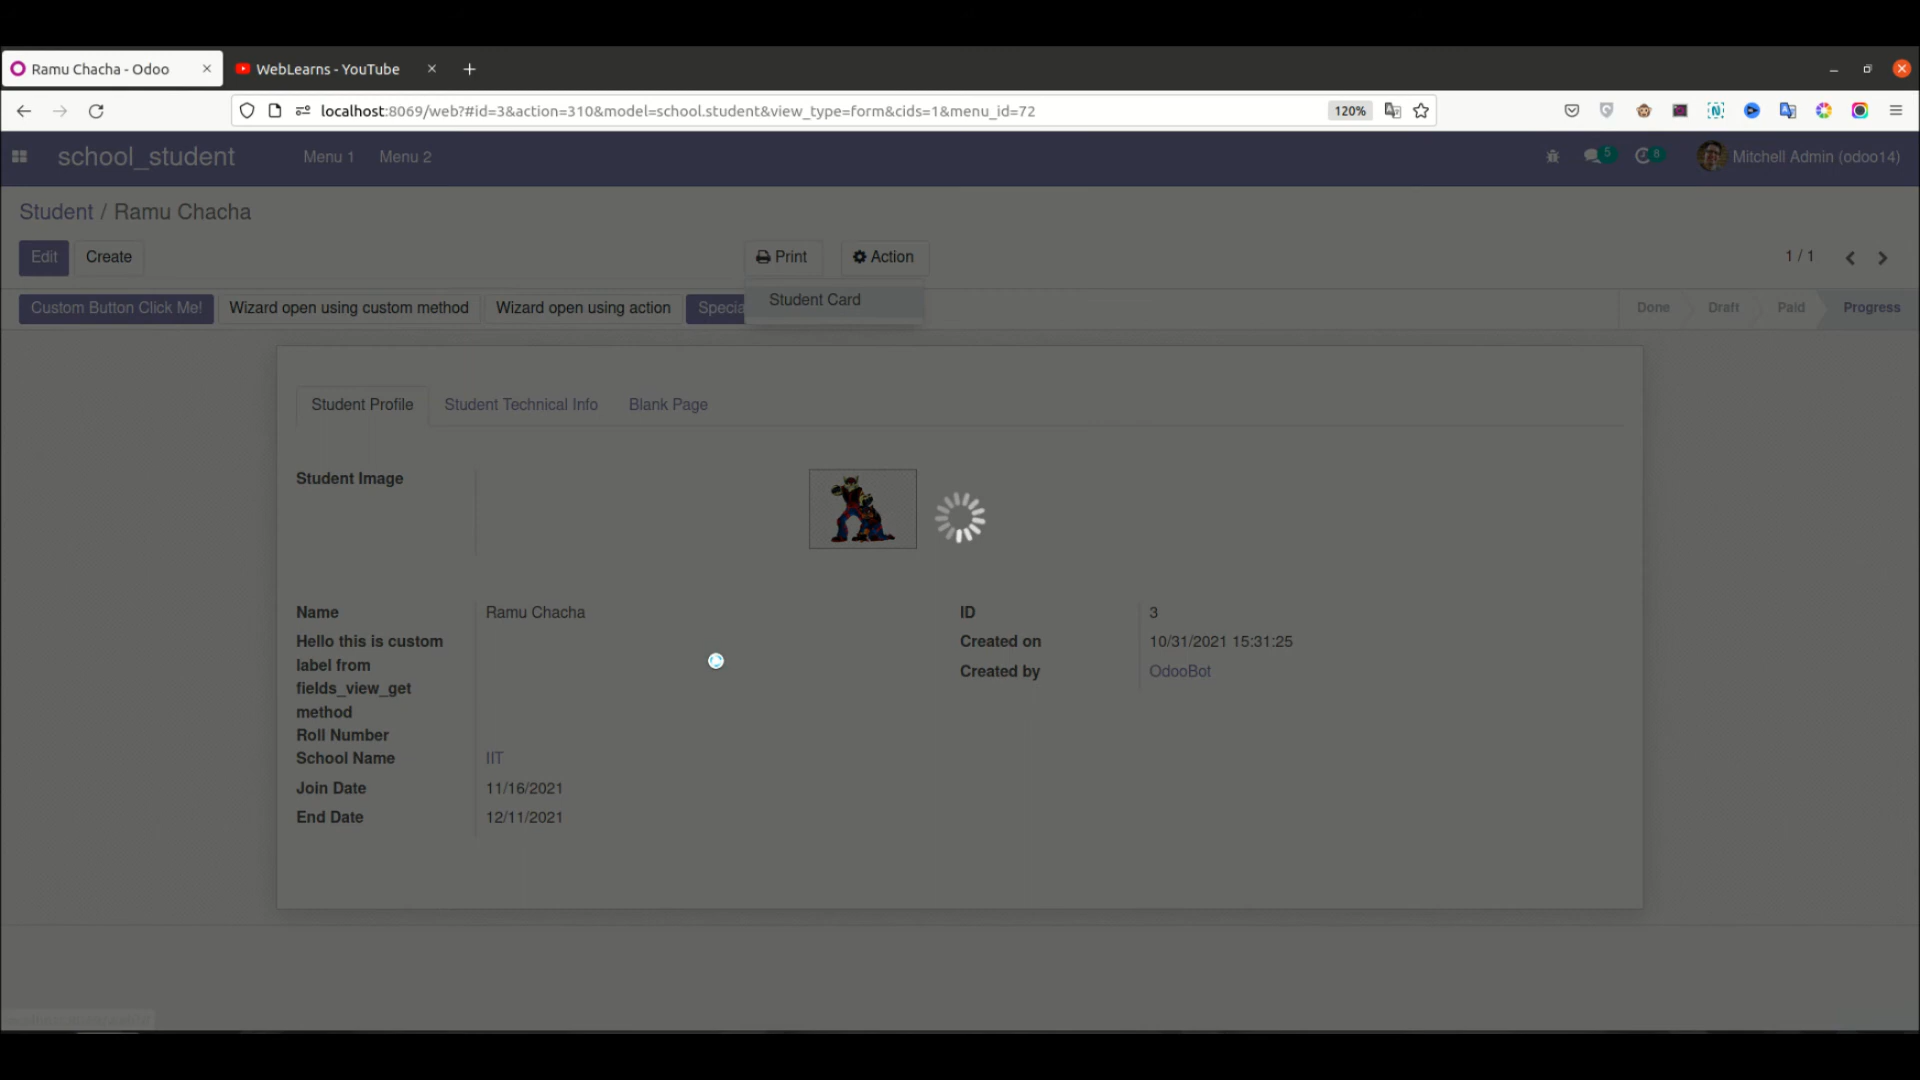 Ramu Chacha - Odoo
WebLearns - YouTube
localhost:8069/web?#id=3&action=310&model=school.student&view_type=form&cids=1&menu_id=72
120%
school_student
Menu 1
Menu 2
5
8
Mitchell Admin (odoo14)
Student / Ramu Chacha
Edit
Create
Print
Action
1 / 1
Custom Button Click Me!
Wizard open using custom method
Wizard open using action
Specia
Student Card
Done
Draft
Paid
Progress
Student Profile
Student Technical Info
Blank Page
Student Image
Name
Ramu Chacha
ID
3
Hello this is custom
label from
fields_view_get
method
Created on
10/31/2021 15:31:25
Created by
OdooBot
Roll Number
School Name
IIT
Join Date
11/16/2021
End Date
12/11/2021